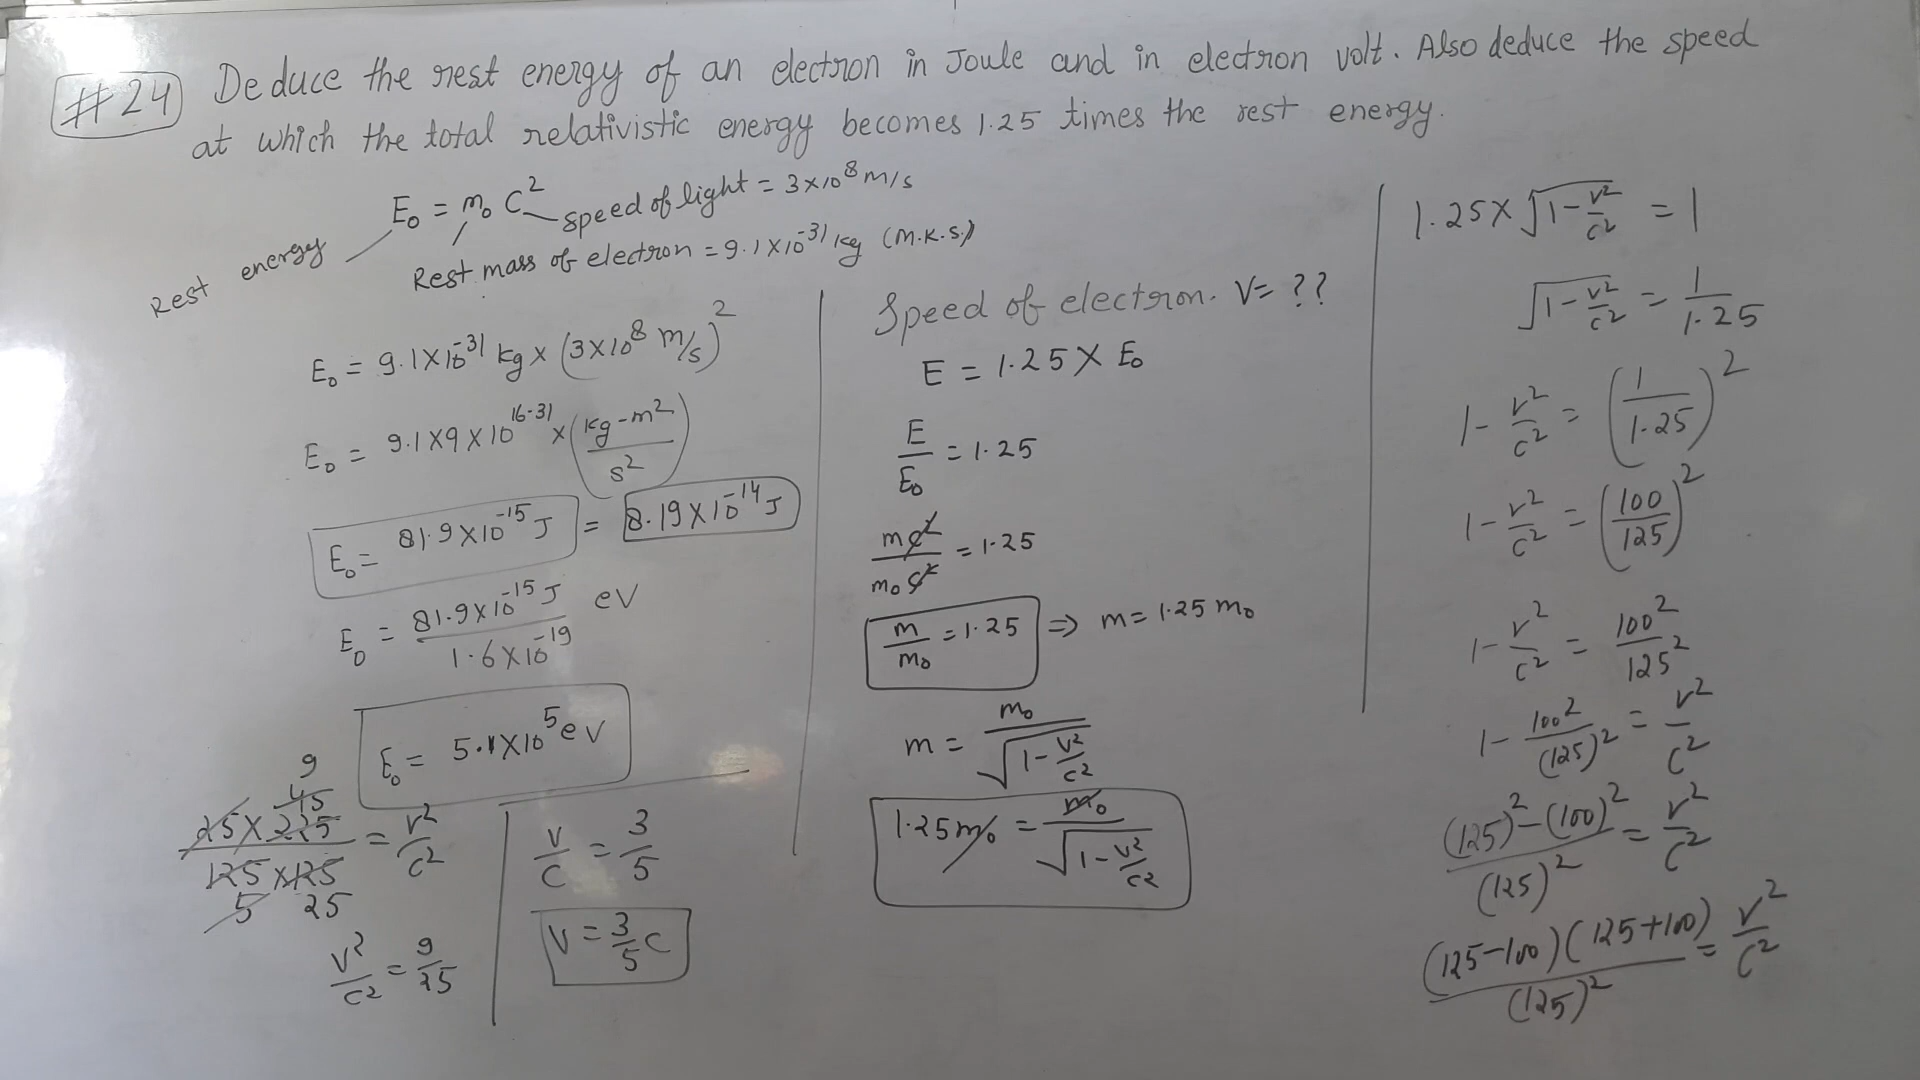 #24 Deduce the rest energy of an electron in Joule and in electron volt. Also deduce the speed
at which the total relativistic energy becomes 1.25 times the rest energy.
E₀ = m₀ C²
speed of light = 3×10⁸ m/s
Rest energy
Rest mass of electron = 9.1×10⁻³¹ kg (M.K.S.)
E₀ = 9.1×10⁻³¹ kg × (3×10⁸ m/s)²
E₀ = 9.1×9×10¹⁶⁻³¹ × (kg-m²/s²)
E₀ = 81.9×10⁻¹⁵ J = 8.19×10⁻¹⁴ J
E₀ = 81.9×10⁻¹⁵ J / 1.6×10⁻¹⁹ eV
E₀ = 5.1×10⁵ eV
Speed of electron. V= ??
E = 1.25 × E₀
E/E₀ = 1.25
mc²/m₀c² = 1.25
m/m₀ = 1.25 ⇒ m = 1.25 m₀
m = m₀/√(1-v²/c²)
1.25m₀ = m₀/√(1-v²/c²)
1.25 × √(1-v²/c²) = 1
√(1-v²/c²) = 1/1.25
1-v²/c² = (1/1.25)²
1-v²/c² = (100/125)²
1-v²/c² = 100²/125²
1-100²/(125)² = v²/c²
(125)²-(100)²/(125)² = v²/c²
(125-100)(125+100)/(125)² = v²/c²
9
45
25×225/125×125 = v²/c²
5 25
v²/c² = 9/25
v/c = 3/5
v = 3/5 c